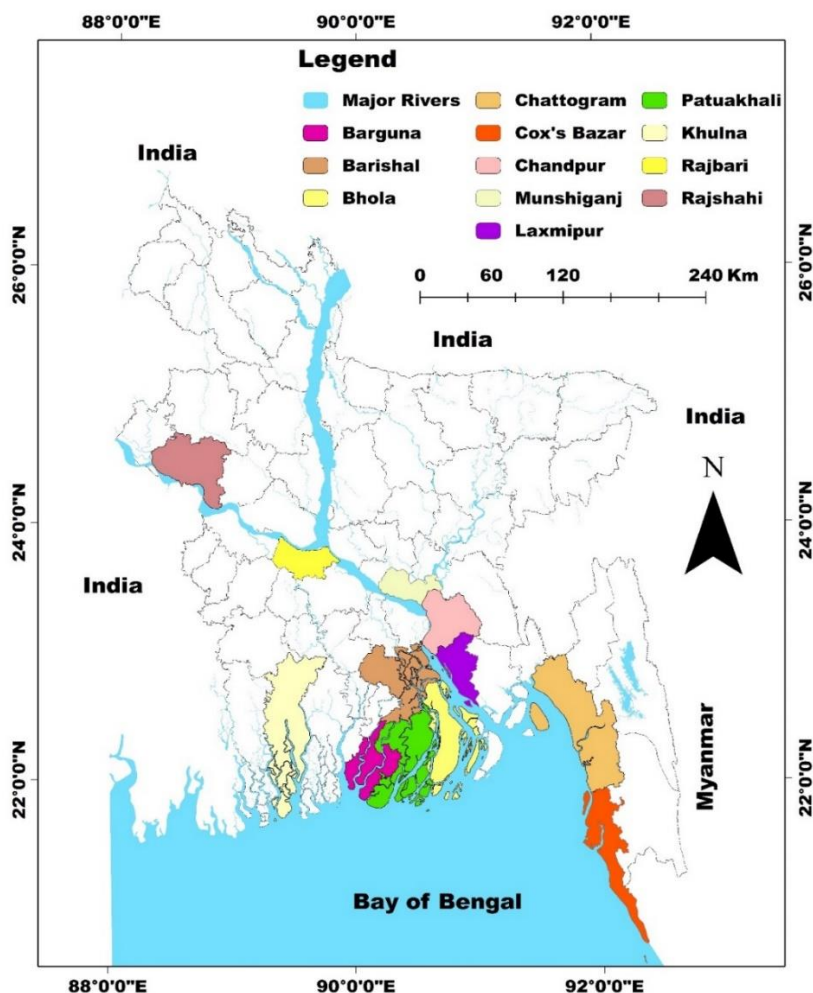 88°0'0"E 90°0'0"E 92°0'0"E
Legend
Major Rivers Chattogram Patuakhali
Barguna Cox's Bazar Khulna
Barishal Chandpur Rajbari
Bhola Munshiganj Rajshahi
Laxmipur
India
26°0'0"N 26°0'0"N
0 60 120 240 Km
India
India
N
24°0'0"N 24°0'0"N
India
Myanmar
22°0'0"N 22°0'0"N
Bay of Bengal
88°0'0"E 90°0'0"E 92°0'0"E